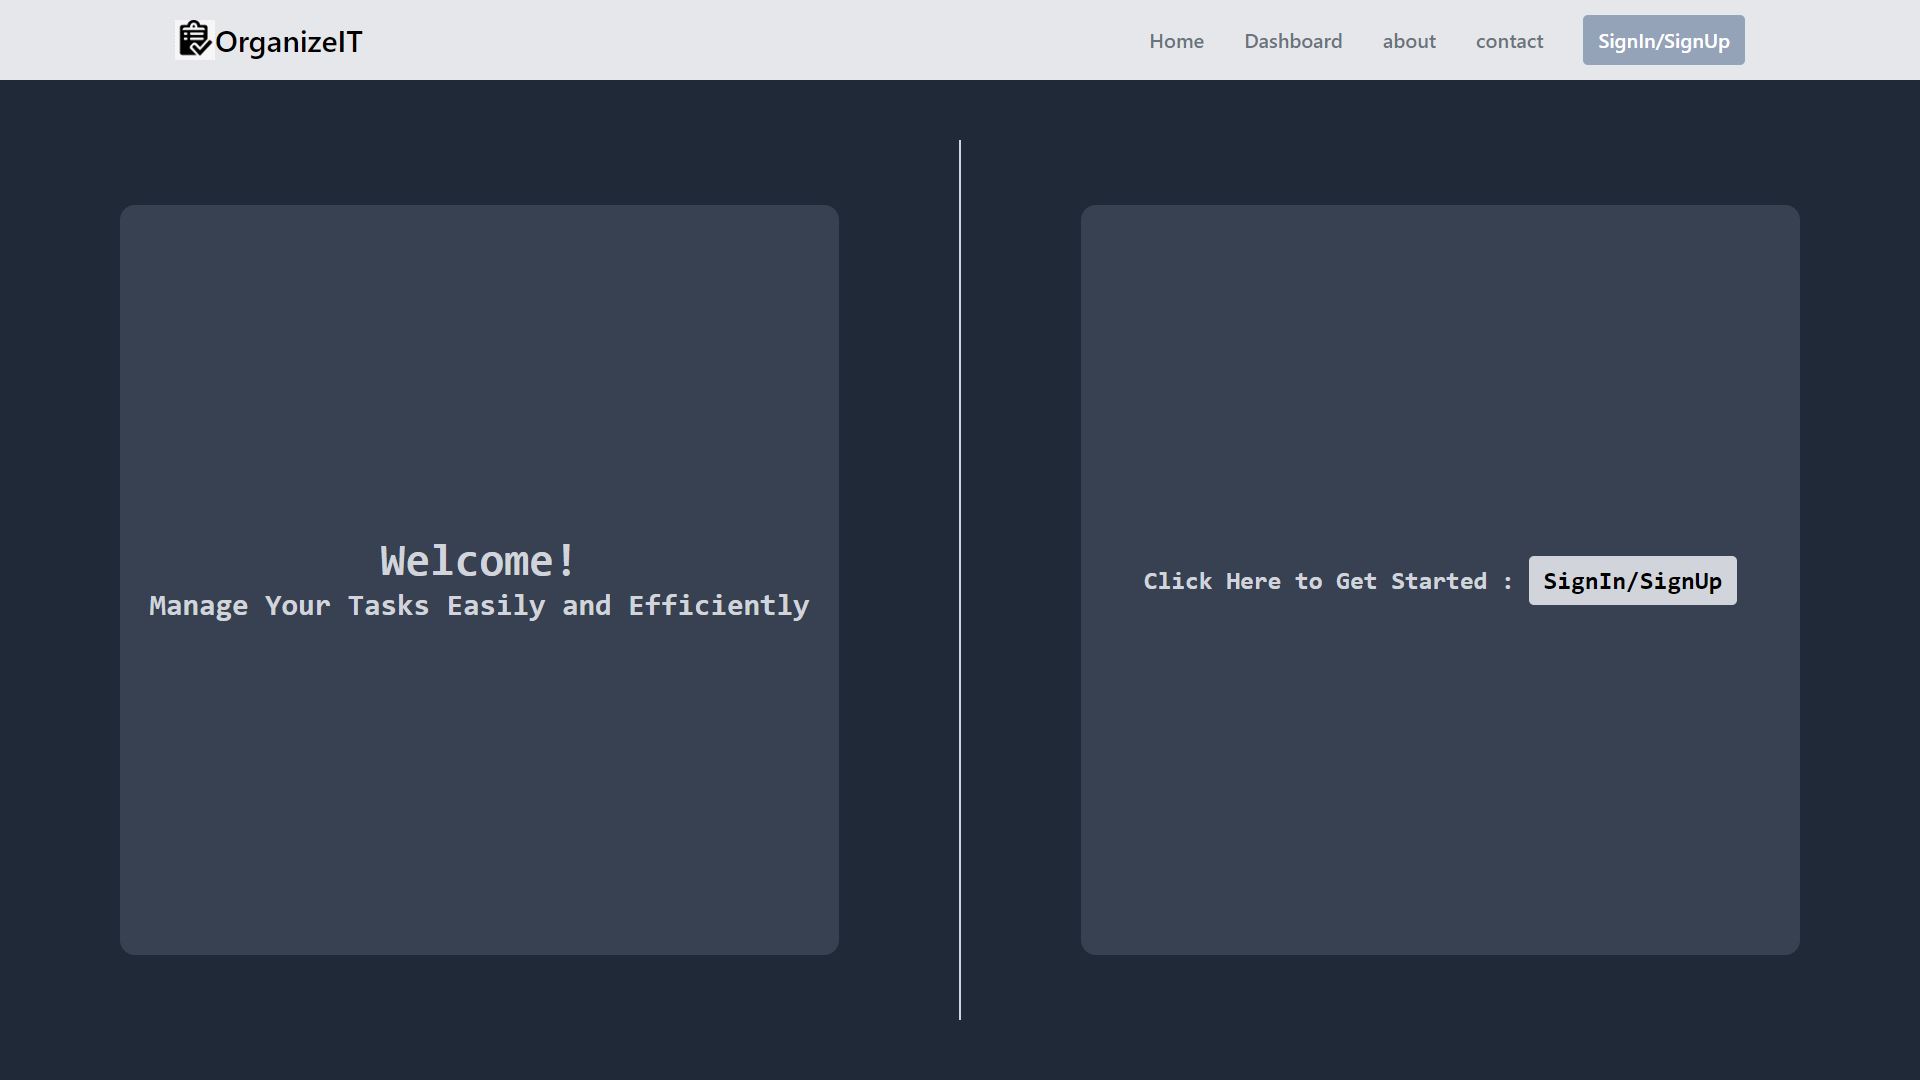 OrganizeIT
Home
Dashboard
about
contact
SignIn/SignUp
Welcome!
Manage Your Tasks Easily and Efficiently
Click Here to Get Started :
SignIn/SignUp